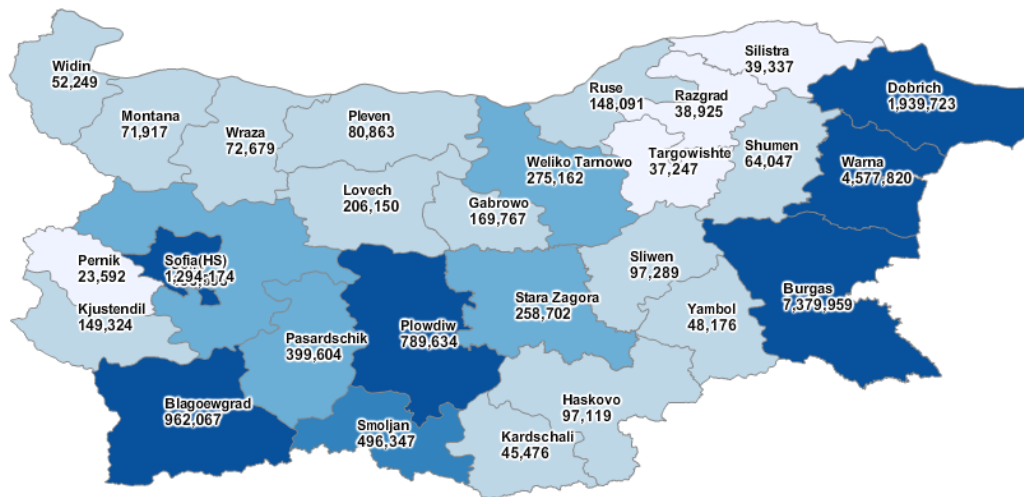 Widin
52,249
Montana
71,917
Wraza
72,679
Pleven
80,863
Lovech
206,150
Gabrowo
169,767
Weliko Tarnowo
275,162
Ruse
148,091
Silistra
39,337
Razgrad
38,925
Targowishte
37,247
Shumen
64,047
Dobrich
1,939,723
Warna
4,577,820
Burgas
7,379,959
Sliwen
97,289
Yambol
48,176
Stara Zagora
258,702
Plowdiw
789,634
Pasardschik
399,604
Sofia(HS)
1,294,174
Pernik
23,592
Kjustendil
149,324
Blagoewgrad
962,067
Smoljan
496,347
Haskovo
97,119
Kardschali
45,476